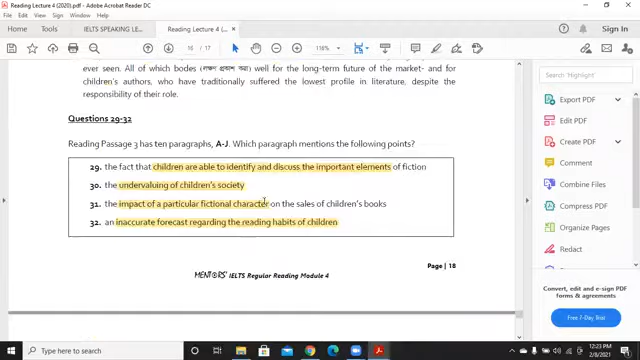 Reading Lecture 4 (2020).pdf - Adobe Acrobat Reader DC
File Edit View Sign Window Help
Home Tools IELTS SPEAKING LE... Reading Lecture 4 (... ×
Sign In
16 / 17
118%
ever seen. All of which bodes (লক্ষণ প্রকাশ করা) well for the long-term future of the market- and for
children's authors, who have traditionally suffered the lowest profile in literature, despite the
responsibility of their role.
Questions 29-32
Reading Passage 3 has ten paragraphs, A-J. Which paragraph mentions the following points?
29. the fact that children are able to identify and discuss the important elements of fiction
30. the undervaluing of children's society
31. the impact of a particular fictional character on the sales of children's books
32. an inaccurate forecast regarding the reading habits of children
Page | 18
MENTORS' IELTS Regular Reading Module 4
Search 'Highlight'
Export PDF
Edit PDF
Create PDF
Comment
Combine Files
Compress PDF
Organize Pages
Redact
Convert, edit and e-sign PDF
forms & agreements
Free 7-Day Trial
Type here to search
12:23 PM
2/8/2021